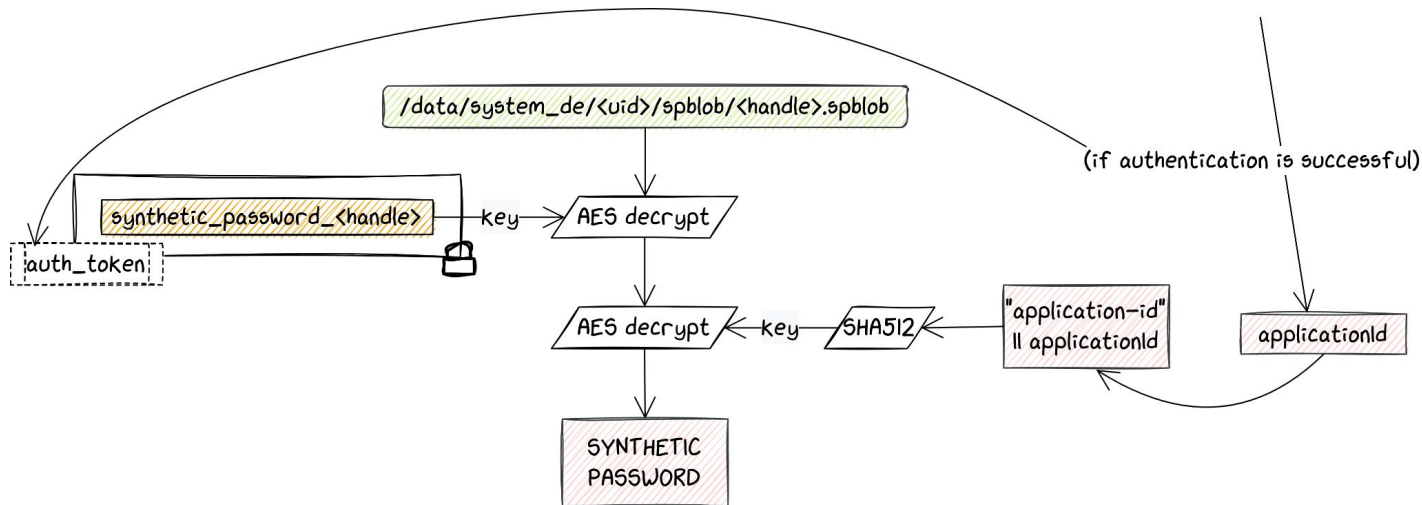 /data/system_de/<uid>/spblob/<handle>.spblob
(if authentication is successful)
synthetic_password_<handle>
key
AES decrypt
auth_token
AES decrypt
key
SHA512
"application-id"
|| applicationId
applicationId
SYNTHETIC
PASSWORD